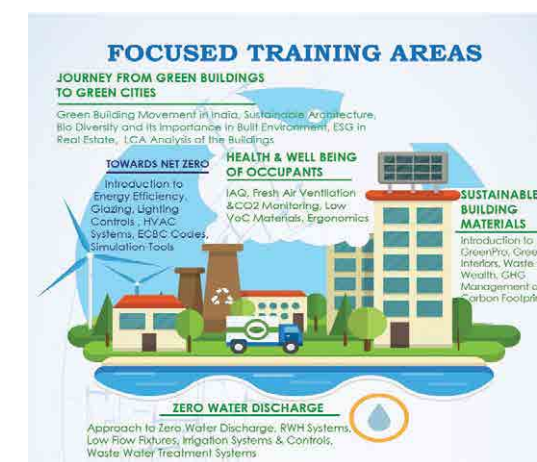 FOCUSED TRAINING AREAS
JOURNEY FROM GREEN BUILDINGS
TO GREEN CITIES
Green Building Movement in India, Sustainable Architecture,
Bio Diversity and its Importance in Built Environment, ESG in
Real Estate, LCA Analysis of the Buildings
TOWARDS NET ZERO
Introduction to
Energy Efficiency,
Glazing, Lighting
Controls , HVAC
Systems, ECBC Codes,
Simulation Tools
HEALTH & WELL BEING
OF OCCUPANTS
IAQ, Fresh Air Ventilation
&CO2 Monitoring, Low
VoC Materials, Ergonomics
SUSTAINABLE
BUILDING
MATERIALS
Introduction to
GreenPro, Gree
Interiors, Waste
Wealth, GHG
Management
Carbon Footpri
ZERO WATER DISCHARGE
Approach to Zero Water Discharge, RWH Systems,
Low Flow Fixtures, Irrigation Systems & Controls,
Waste Water Treatment Systems